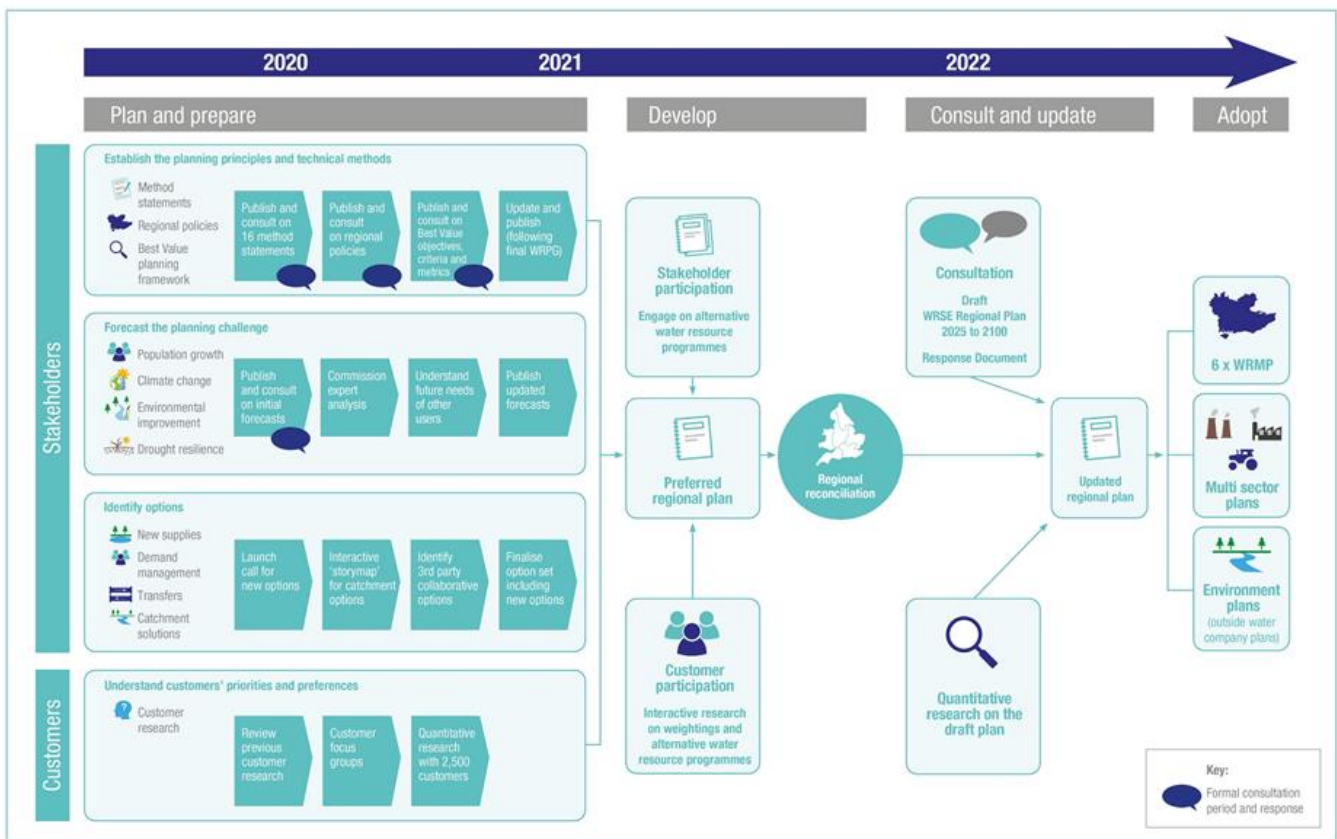 2020
2021
2022
Plan and prepare
Develop
Consult and update
Adopt
Stakeholders
Establish the planning principles and technical methods
Method
statements
Regional policies
Best Value
planning
framework
Publish and
consult on
16 method
statements
Publish and
consult
on regional
policies
Publish and
consult on
Best Value
objectives,
criteria and
metrics
Update and
publish
(following
final WRPG)
Forecast the planning challenge
Population growth
Climate change
Environmental
improvement
Drought resilience
Publish
and consult
on initial
forecasts
Commission
expert
analysis
Understand
future needs
of other
users
Publish
updated
forecasts
Identify options
New supplies
Demand
management
Transfers
Catchment
solutions
Launch
call for
new options
Interactive
'storymap'
for catchment
options
Identify
3rd party
collaborative
options
Finalise
option set
including
new options
Customers
Understand customers' priorities and preferences
Customer
research
Review
previous
customer
research
Customer
focus
groups
Quantitative
research
with 2,500
customers
Stakeholder
participation
Engage on alternative
water resource
programmes
Preferred
regional plan
Customer
participation
Interactive research
on weightings and
alternative water
resource programmes
Regional
reconciliation
Consultation
Draft
WRSE Regional Plan
2025 to 2100
Response Document
Updated
regional plan
Quantitative
research on the
draft plan
6 x WRMP
Multi sector
plans
Environment
plans
(outside water
company plans)
Key:
Formal consultation
period and response